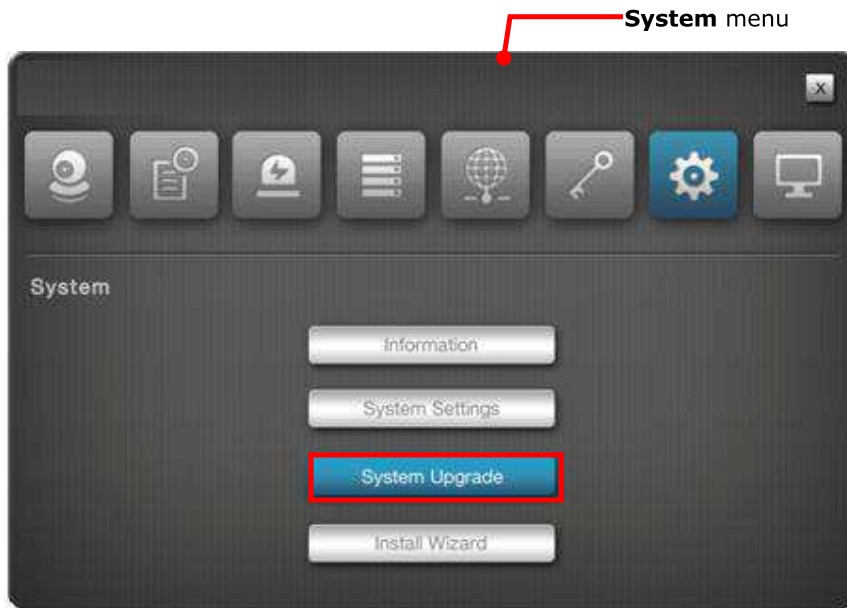 System menu
X
System
Information
System Settings
System Upgrade
Install Wizard